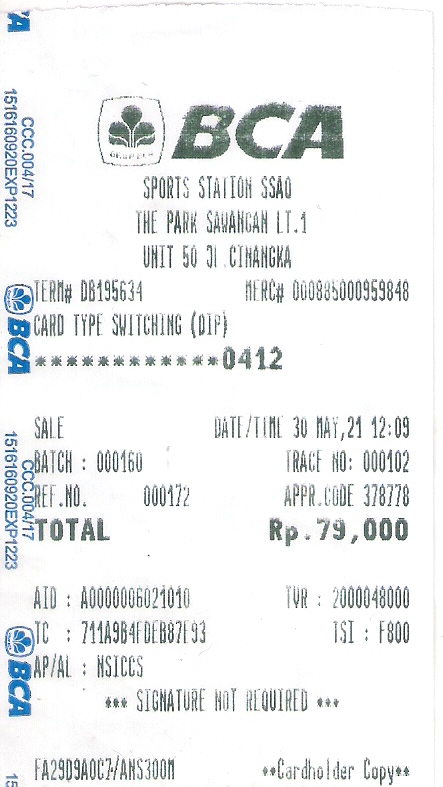 BCA
SPORTS STATION SSAO
THE PARK SAWANGAN LT.1
UNIT 50 Jl CINANGKA
TERM# DB195634 MERC# 000885000959848
CARD TYPE SWITCHING (DIP)
************0412
SALE DATE/TIME 30 MAY,21 12:09
BATCH : 000160 TRACE NO: 000102
REF.NO. 000172 APPR.CODE 378778
TOTAL Rp.79,000
AID : A0000006021010 TVR : 2000048000
TC : 711A9B4FDEB87E93 TSI : F800
AP/AL : NSICCS
*** SIGNATURE NOT REQUIRED ***
FA29D9A0C7/ANS300M **Cardholder Copy**
CCC.004/17
1516160920EXP1223
BCA
CCC.004/17
1516160920EXP1223
BCA